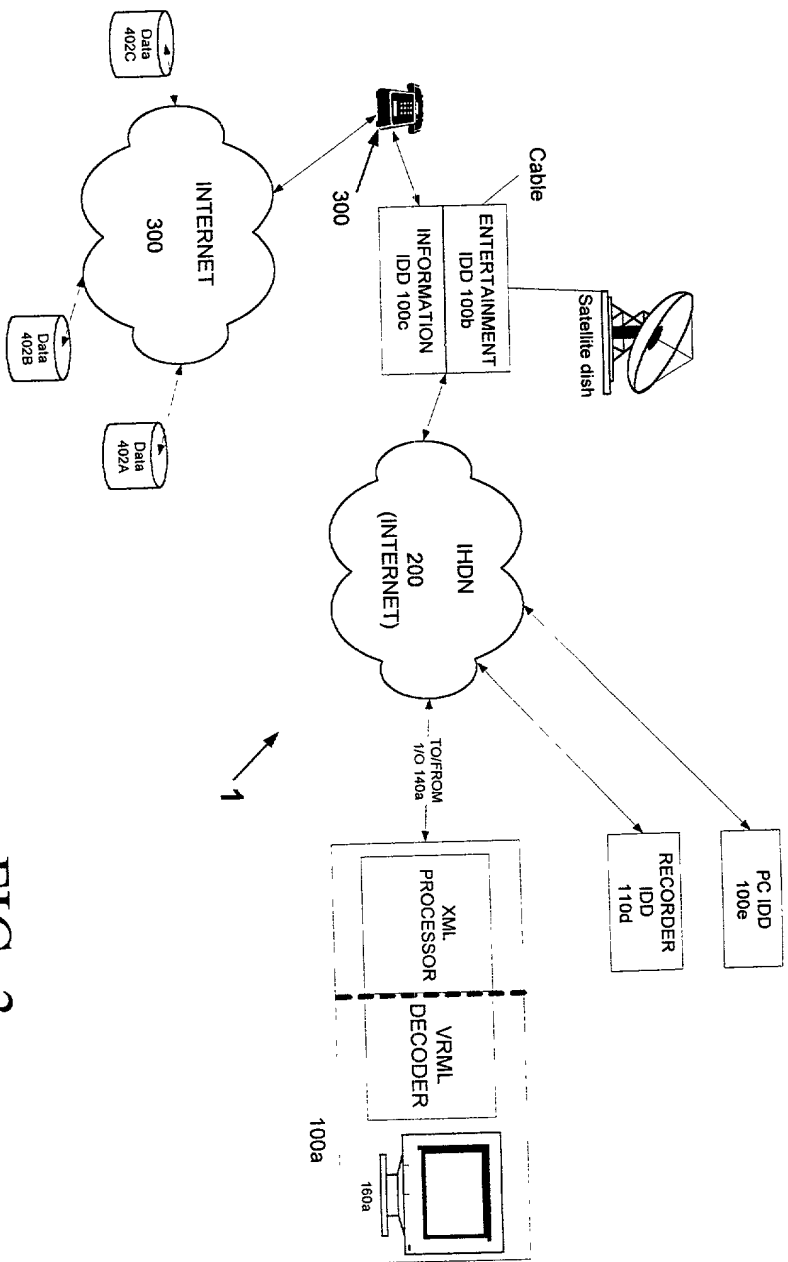 PC IDD
100e
RECORDER
IDD
110d
Satellite dish
Cable
ENTERTAINMENT
IDD 100b
INFORMATION
IDD 100c
IHDN
200
(INTERNET)
TO/FROM
1/O 140a
XML
PROCESSOR
VRML
DECODER
160a
100a
300
1
INTERNET
300
Data
402C
Data
402B
Data
402A
FIG.